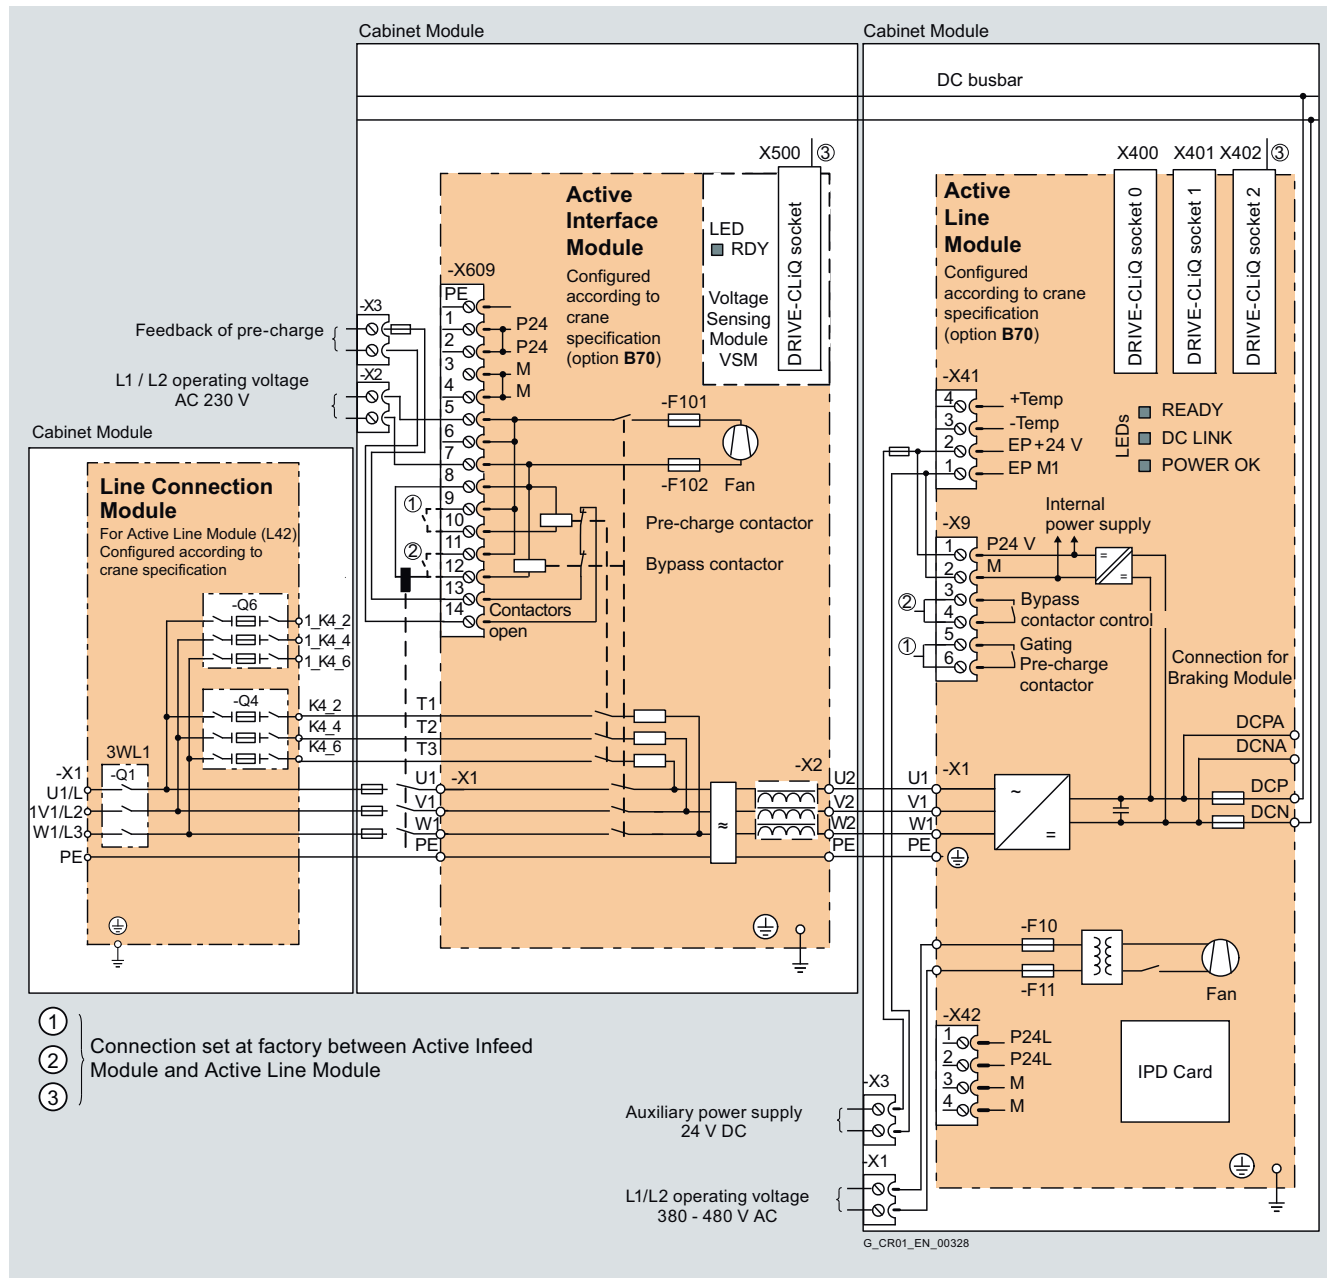 Cabinet Module
Cabinet Module
DC busbar
X500
③
X400
X401
X402
③
Active
Interface
Module
Configured
according to
crane
specification
(option B70)
LED
RDY
Voltage
Sensing
Module
VSM
DRIVE-CLiQ socket
Active
Line
Module
Configured
according to crane
specification
(option B70)
DRIVE-CLiQ socket 0
DRIVE-CLiQ socket 1
DRIVE-CLiQ socket 2
-X609
PE
1
2
3
4
5
6
7
8
9
10
11
12
13
14
P24
P24
M
M
-X3
Feedback of pre-charge
-X2
L1 / L2 operating voltage
AC 230 V
①
②
-F101
-F102
Fan
Pre-charge contactor
Bypass contactor
Contactors
open
-X41
4
3
2
1
+Temp
-Temp
EP +24 V
EP M1
LEDs
READY
DC LINK
POWER OK
Internal
power supply
-X9
1
2
3
4
5
6
P24 V
M
②
①
Bypass
contactor control
Gating
Pre-charge
contactor
=
=
Connection for
Braking Module
DCPA
DCNA
DCP
DCN
Cabinet Module
Line Connection
Module
For Active Line Module (L42)
Configured according to
crane specification
-Q6
1_K4_2
1_K4_4
1_K4_6
-Q4
K4_2
K4_4
K4_6
T1
T2
T3
3WL1
-Q1
-X1
U1/L
1V1/L2
W1/L3
PE
U1
V1
W1
PE
-X1
≈
-X2
U2
V2
W2
PE
U1
V1
W1
PE
-X1
~
=
-F10
-F11
Fan
-X42
1
2
3
4
P24L
P24L
M
M
IPD Card
-X3
Auxiliary power supply
24 V DC
-X1
L1/L2 operating voltage
380 - 480 V AC
①
②
③
Connection set at factory between Active Infeed
Module and Active Line Module
G_CR01_EN_00328